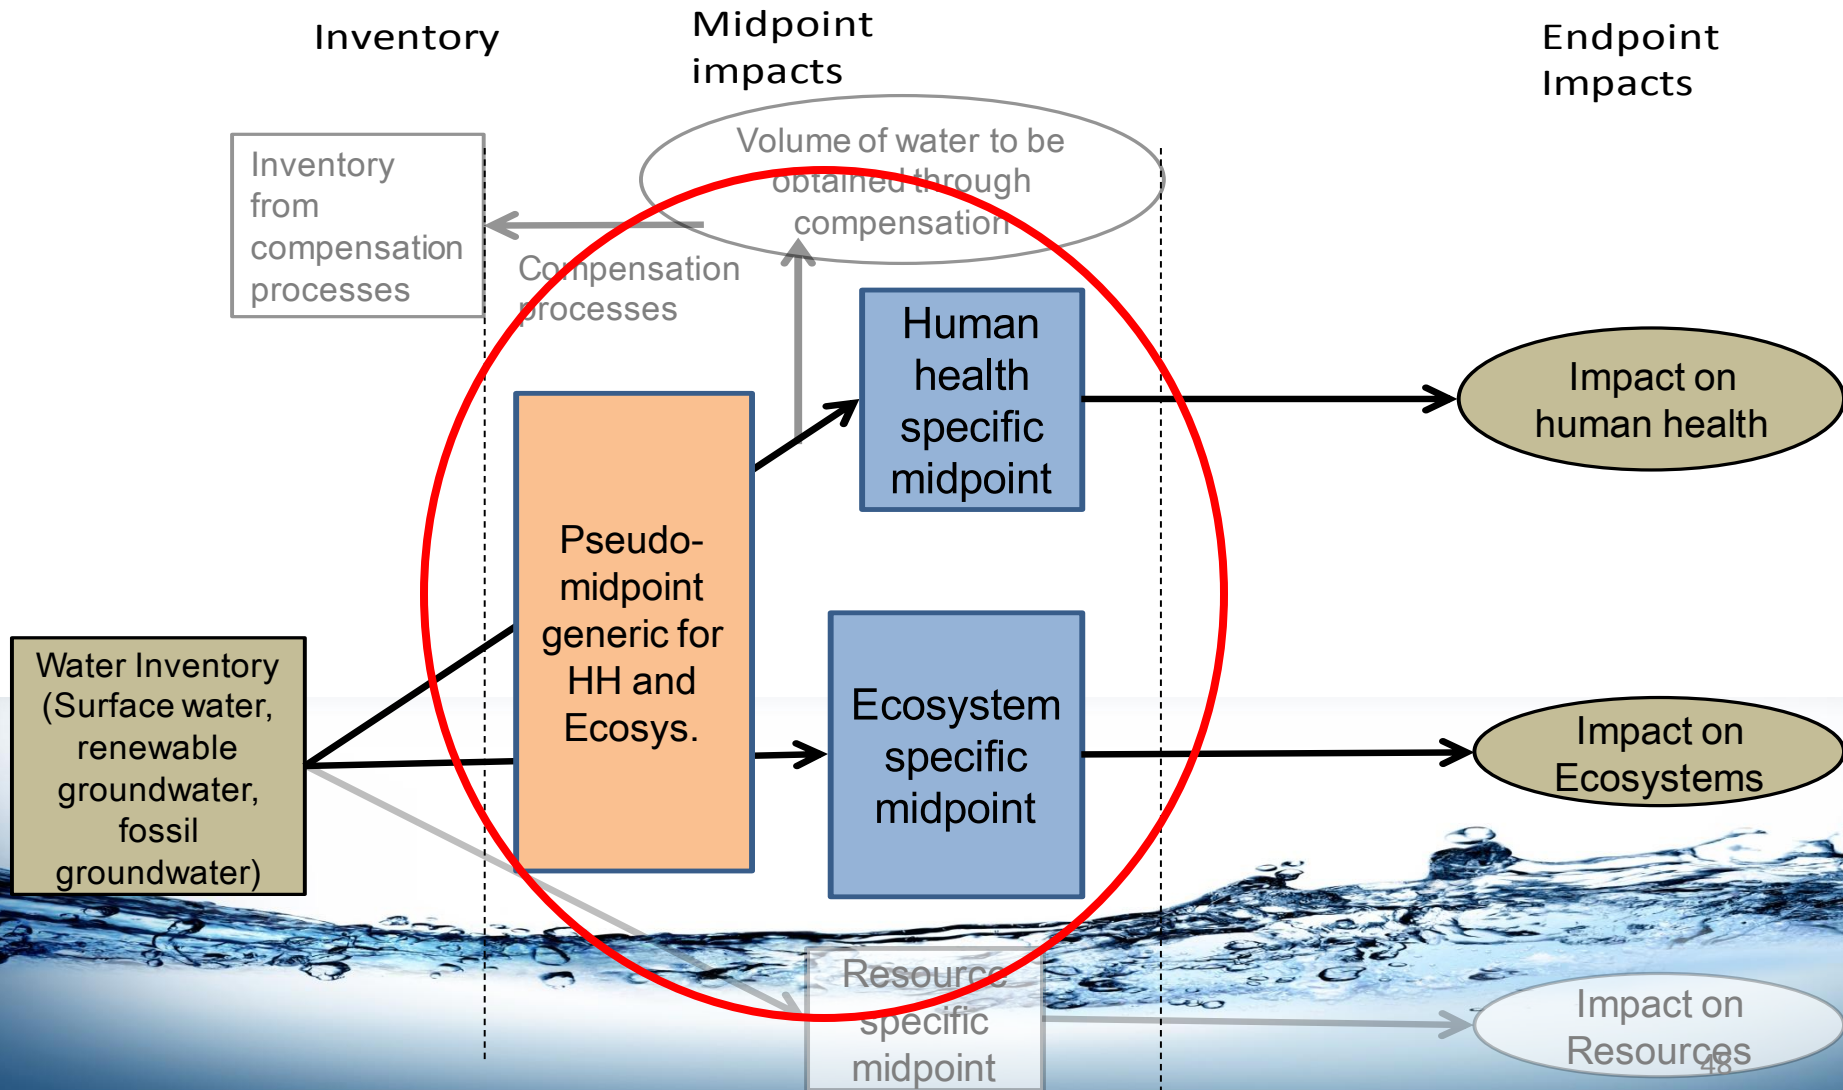 Inventory
Midpoint
impacts
Endpoint
Impacts
Inventory
from
compensation
processes
Volume of water to be
obtained through
compensation
Compensation
processes
Human
health
specific
midpoint
Impact on
human health
Pseudo-
midpoint
generic for
HH and
Ecosys.
Water Inventory
(Surface water,
renewable
groundwater,
fossil
groundwater)
Ecosystem
specific
midpoint
Impact on
Ecosystems
Resource
specific
midpoint
Impact on
Resources
48